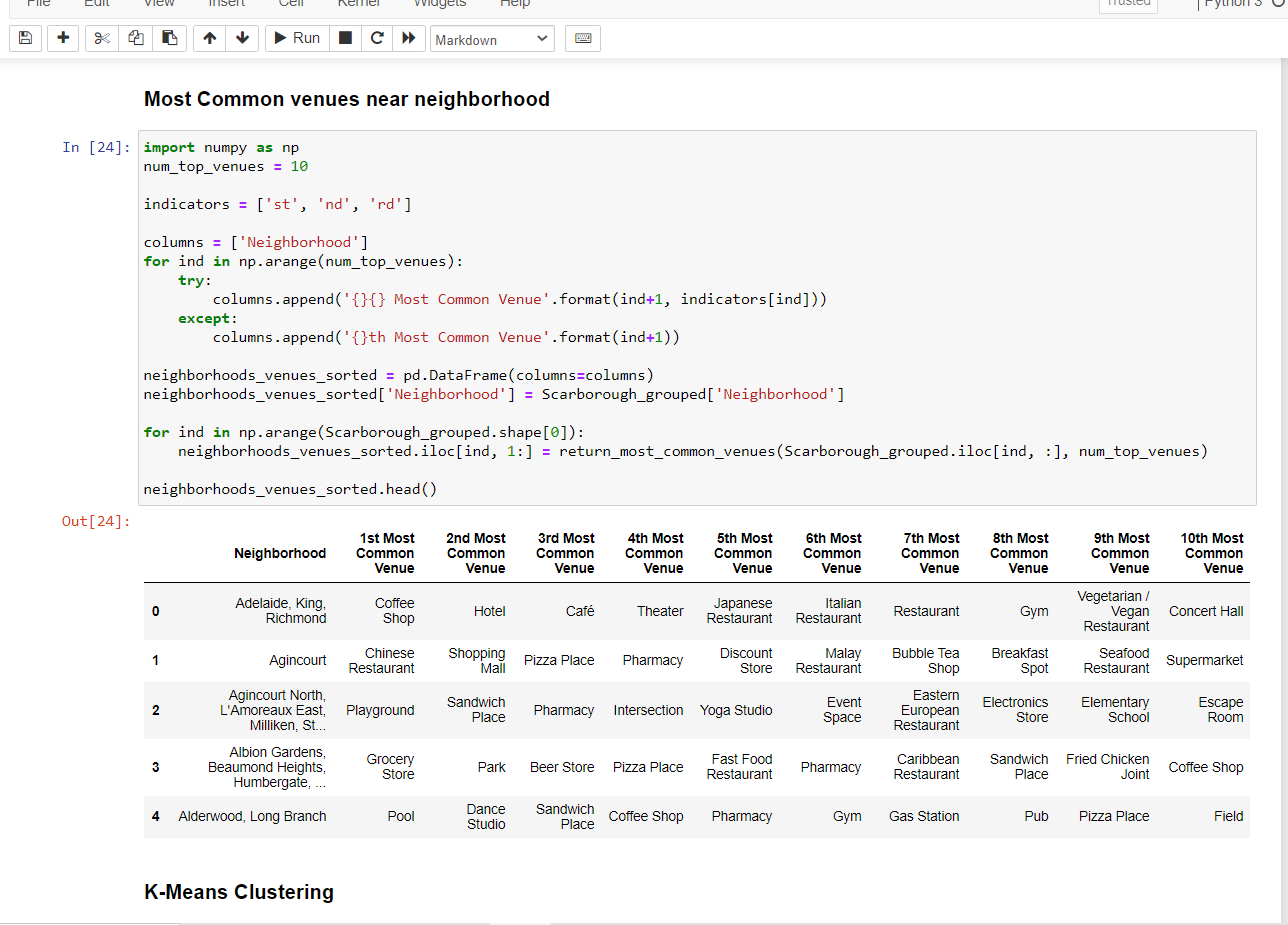 File Edit View Insert Cell Kernel Widgets Help Trusted Python 3
Run Markdown
Most Common venues near neighborhood
In [24]:
import numpy as np
num_top_venues = 10
indicators = ['st', 'nd', 'rd']
columns = ['Neighborhood']
for ind in np.arange(num_top_venues):
    try:
        columns.append('{}{} Most Common Venue'.format(ind+1, indicators[ind]))
    except:
        columns.append('{}th Most Common Venue'.format(ind+1))
neighborhoods_venues_sorted = pd.DataFrame(columns=columns)
neighborhoods_venues_sorted['Neighborhood'] = Scarborough_grouped['Neighborhood']
for ind in np.arange(Scarborough_grouped.shape[0]):
    neighborhoods_venues_sorted.iloc[ind, 1:] = return_most_common_venues(Scarborough_grouped.iloc[ind, :], num_top_venues)
neighborhoods_venues_sorted.head()
Out[24]:
Neighborhood 1st Most Common Venue 2nd Most Common Venue 3rd Most Common Venue 4th Most Common Venue 5th Most Common Venue 6th Most Common Venue 7th Most Common Venue 8th Most Common Venue 9th Most Common Venue 10th Most Common Venue
0 Adelaide, King, Richmond Coffee Shop Hotel Café Theater Japanese Restaurant Italian Restaurant Restaurant Gym Vegetarian / Vegan Restaurant Concert Hall
1 Agincourt Chinese Restaurant Shopping Mall Pizza Place Pharmacy Discount Store Malay Restaurant Bubble Tea Shop Breakfast Spot Seafood Restaurant Supermarket
2 Agincourt North, L'Amoreaux East, Milliken, St... Playground Sandwich Place Pharmacy Intersection Yoga Studio Event Space Eastern European Restaurant Electronics Store Elementary School Escape Room
3 Albion Gardens, Beaumond Heights, Humbergate, ... Grocery Store Park Beer Store Pizza Place Fast Food Restaurant Pharmacy Caribbean Restaurant Sandwich Place Fried Chicken Joint Coffee Shop
4 Alderwood, Long Branch Pool Dance Studio Sandwich Place Coffee Shop Pharmacy Gym Gas Station Pub Pizza Place Field
K-Means Clustering